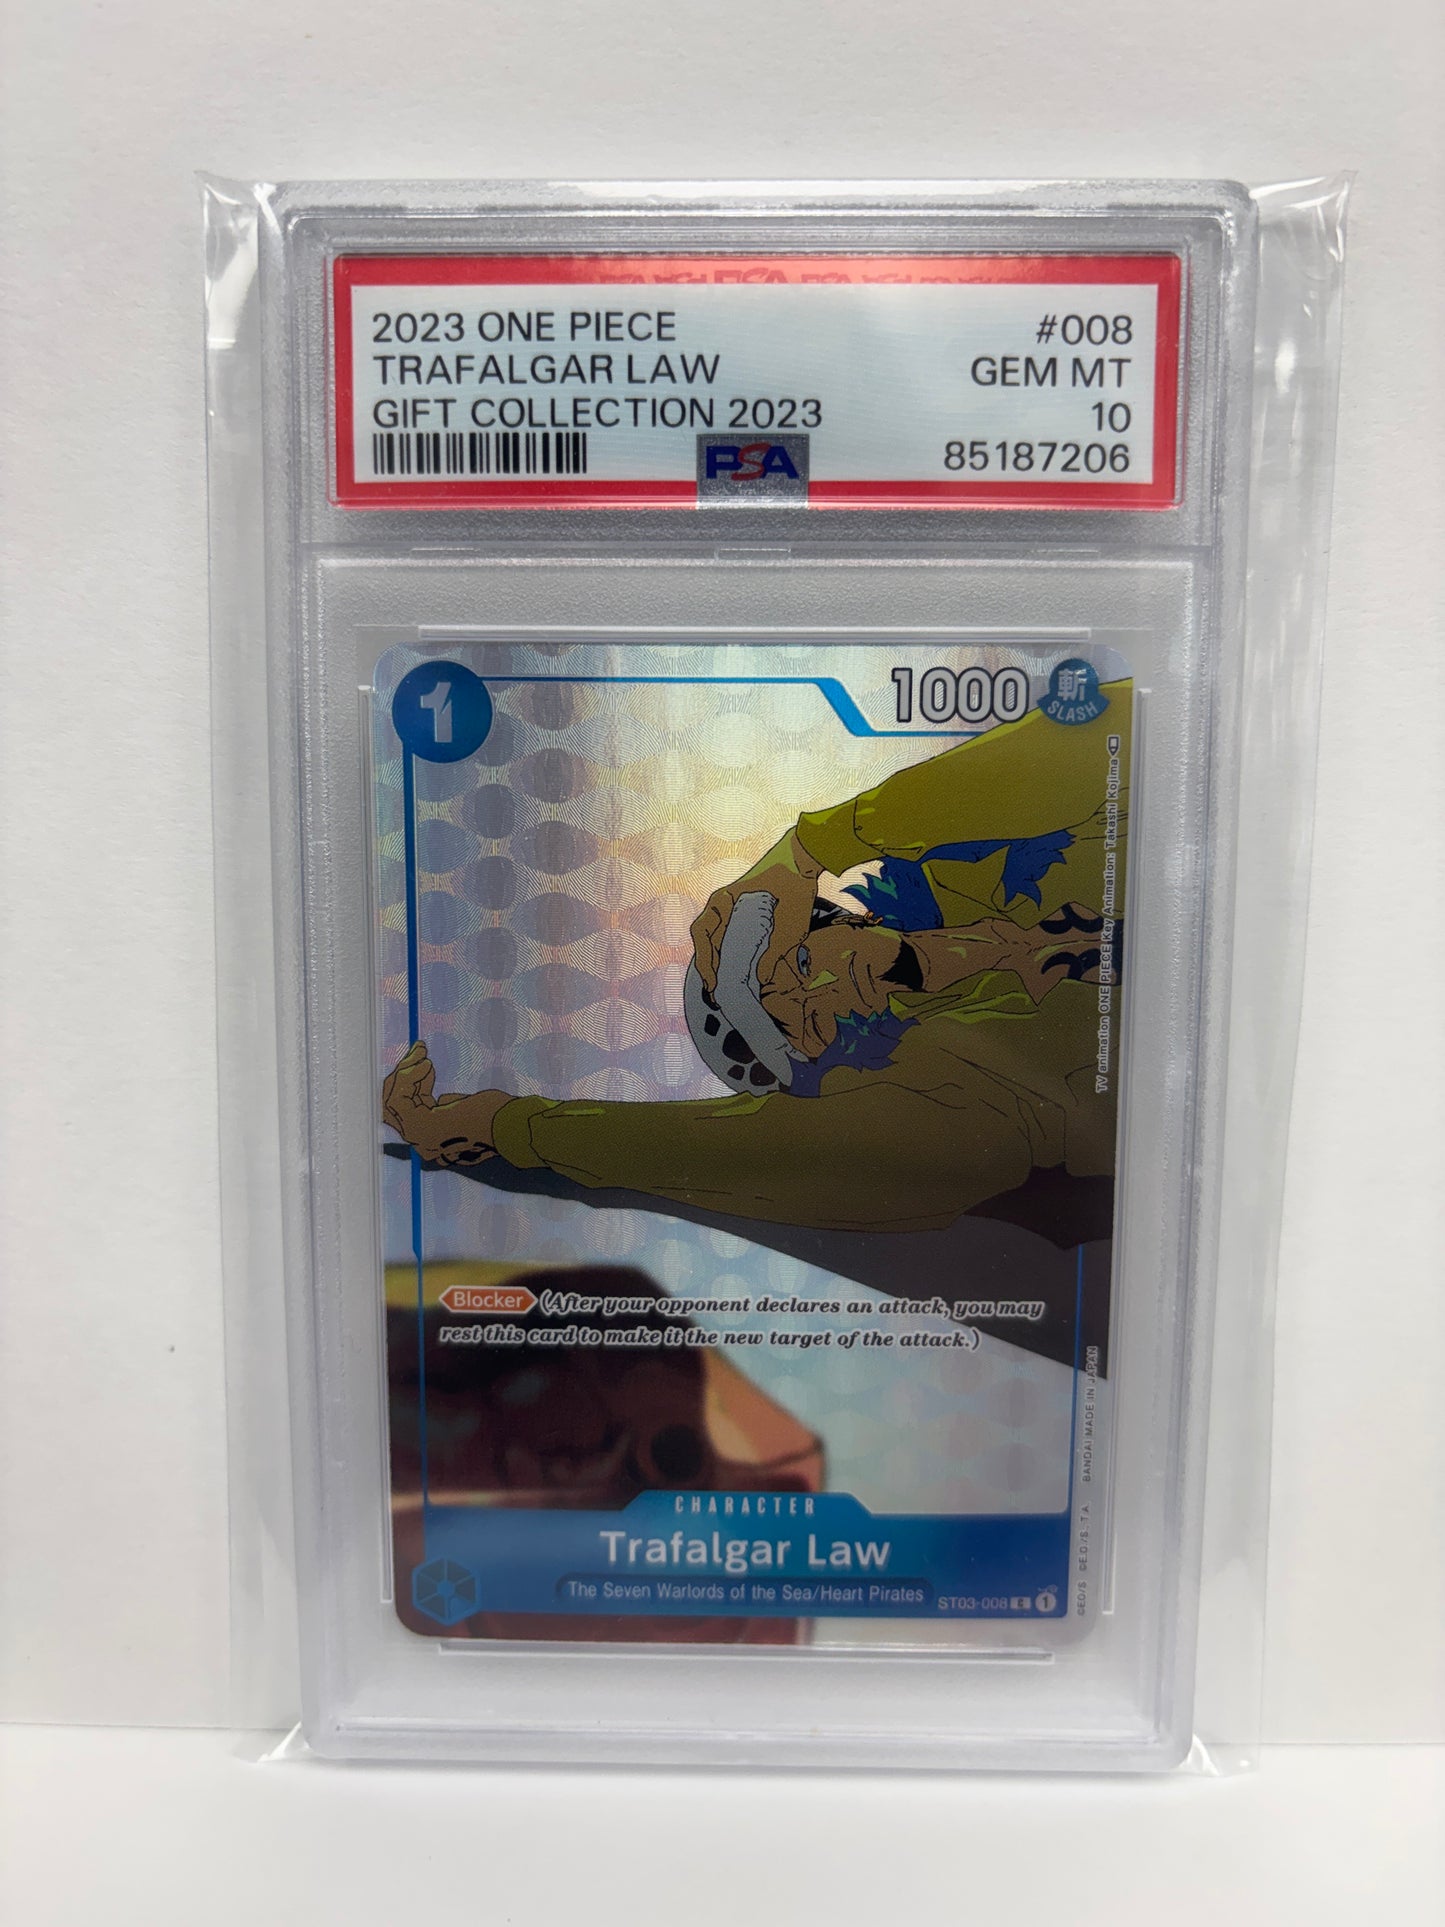 2023 ONE PIECE #008
TRAFALGAR LAW GEM MT
GIFT COLLECTION 2023 10
PSA 85187206
1
1000
斬
SLASH
TV animation ONE PIECE Key Animation: Takashi Kojima
Blocker (After your opponent declares an attack, you may
rest this card to make it the new target of the attack.)
CHARACTER
Trafalgar Law
The Seven Warlords of the Sea/Heart Pirates
ST03-008 C 1
©E.O./S. ©E.O./S.,T.A. BANDAI MADE IN JAPAN